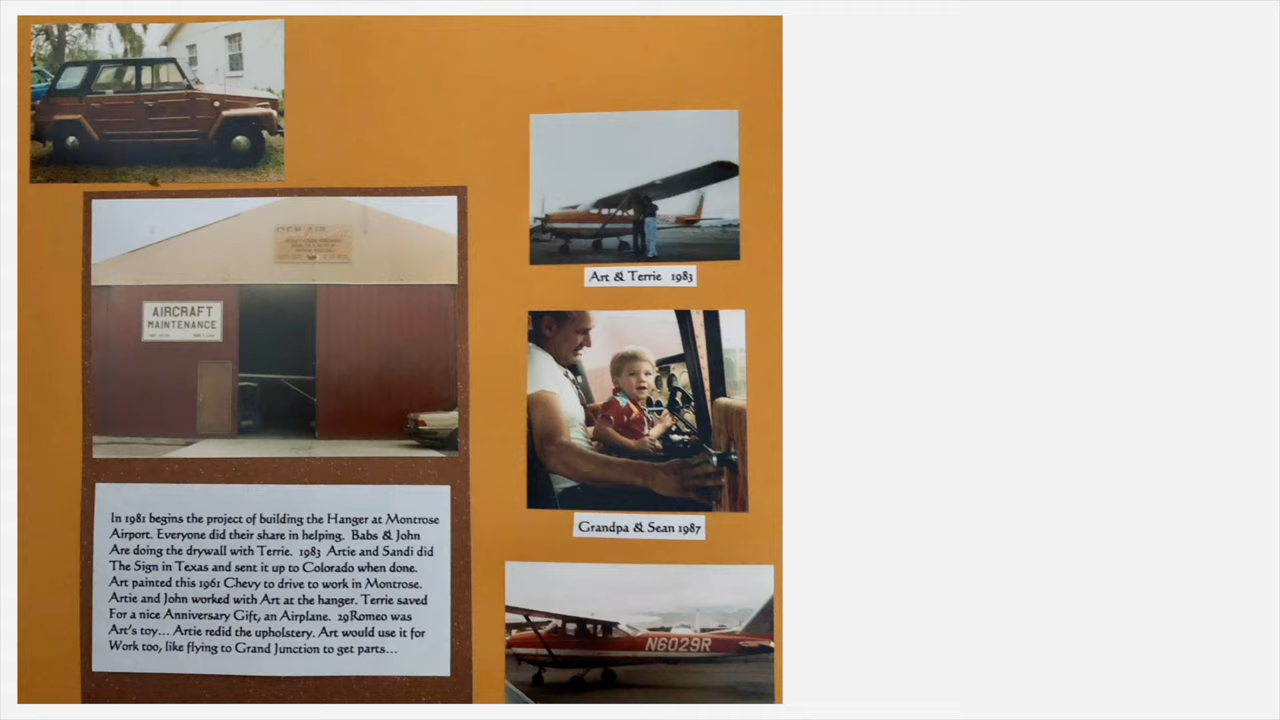 GEM AIR
AIRCRAFT
MAINTENANCE
In 1981 begins the project of building the Hanger at Montrose
Airport. Everyone did their share in helping. Babs & John
Are doing the drywall with Terrie. 1983 Artie and Sandi did
The Sign in Texas and sent it up to Colorado when done.
Art painted this 1961 Chevy to drive to work in Montrose.
Artie and John worked with Art at the hanger. Terrie saved
For a nice Anniversary Gift, an Airplane. 29Romeo was
Art's toy... Artie redid the upholstery. Art would use it for
Work too, like flying to Grand Junction to get parts...
Art & Terrie 1983
Grandpa & Sean 1987
N6029R